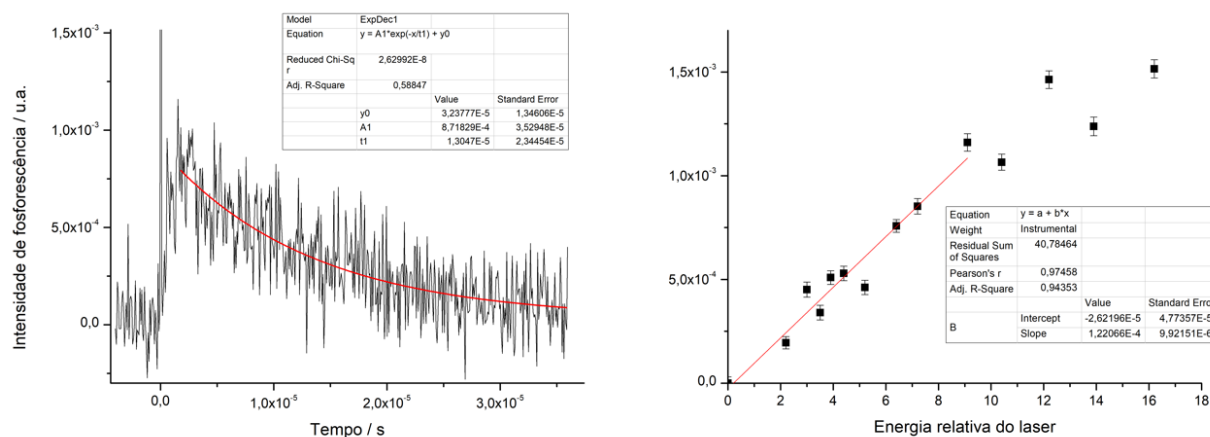 Intensidade de fosforescência / u.a.
1,5x10⁻³
1,0x10⁻³
5,0x10⁻⁴
0,0
0,0
1,0x10⁻⁵
2,0x10⁻⁵
3,0x10⁻⁵
Tempo / s
Model ExpDec1
Equation y = A1*exp(-x/t1) + y0
Reduced Chi-Sq
r 2,62992E-8
Adj. R-Square 0,58847
Value Standard Error
y0 3,23777E-5 1,34606E-5
A1 8,71829E-4 3,52948E-5
t1 1,3047E-5 2,34454E-5
1,5x10⁻³
1,0x10⁻³
5,0x10⁻⁴
0,0
0 2 4 6 8 10 12 14 16 18
Energia relativa do laser
Equation y = a + b*x
Weight Instrumental
Residual Sum
of Squares 40,78464
Pearson's r 0,97458
Adj. R-Square 0,94353
Value Standard Error
B
Intercept -2,62196E-5 4,77357E-5
Slope 1,22066E-4 9,92151E-6